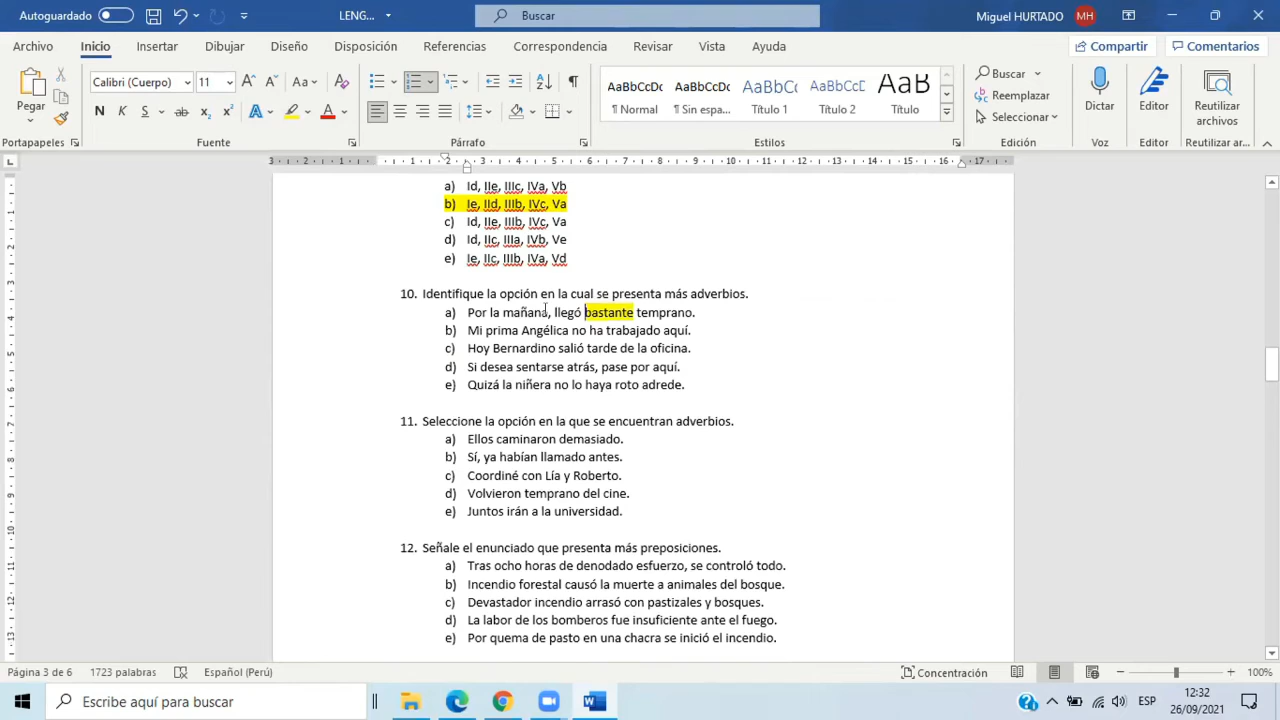 Autoguardado
LENG...
Buscar
Miguel HURTADO
MH
Archivo
Inicio
Insertar
Dibujar
Diseño
Disposición
Referencias
Correspondencia
Revisar
Vista
Ayuda
Compartir
Comentarios
Pegar
Calibri (Cuerpo)
11
Portapapeles
Fuente
Párrafo
AaBbCcDc
¶ Normal
AaBbCcDc
¶ Sin espa...
AaBbCc
Título 1
AaBbCcD
Título 2
AaB
Título
Estilos
Buscar
Reemplazar
Seleccionar
Edición
Dictar
Voz
Editor
Editor
Reutilizar archivos
Reutilizar ar...
a) Id, IIe, IIIc, IVa, Vb
b) Ie, IId, IIIb, IVc, Va
c) Id, IIe, IIIb, IVc, Va
d) Id, IIc, IIIa, IVb, Ve
e) Ie, IIc, IIIb, IVa, Vd
10. Identifique la opción en la cual se presenta más adverbios.
a) Por la mañana, llegó bastante temprano.
b) Mi prima Angélica no ha trabajado aquí.
c) Hoy Bernardino salió tarde de la oficina.
d) Si desea sentarse atrás, pase por aquí.
e) Quizá la niñera no lo haya roto adrede.
11. Seleccione la opción en la que se encuentran adverbios.
a) Ellos caminaron demasiado.
b) Sí, ya habían llamado antes.
c) Coordiné con Lía y Roberto.
d) Volvieron temprano del cine.
e) Juntos irán a la universidad.
12. Señale el enunciado que presenta más preposiciones.
a) Tras ocho horas de denodado esfuerzo, se controló todo.
b) Incendio forestal causó la muerte a animales del bosque.
c) Devastador incendio arrasó con pastizales y bosques.
d) La labor de los bomberos fue insuficiente ante el fuego.
e) Por quema de pasto en una chacra se inició el incendio.
Página 3 de 6
1723 palabras
Español (Perú)
Concentración
100%
Escribe aquí para buscar
ESP
12:32
26/09/2021